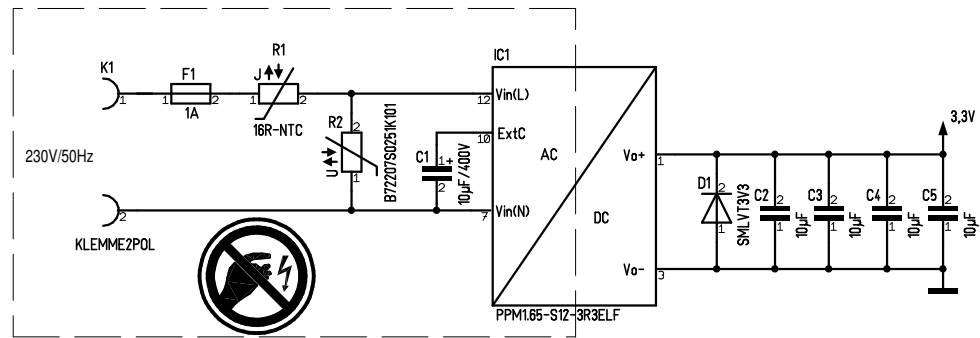 R1
K1
F1
J
IC1
1
1
2
1
2
12
Vin(L)
1A
16R-NTC
3,3V
R2
2
1
U
B72207S0251K101
10
ExtC
230V/50Hz
C1
1
+
2
10µF/400V
AC
Vo+
1
D1
2
1
SMLVT3V3
C2
2
1
10µF
C3
2
1
10µF
C4
2
1
10µF
C5
2
1
10µF
2
7
Vin(N)
DC
KLEMME2POL
Vo-
3
PPM1.65-S12-3R3ELF